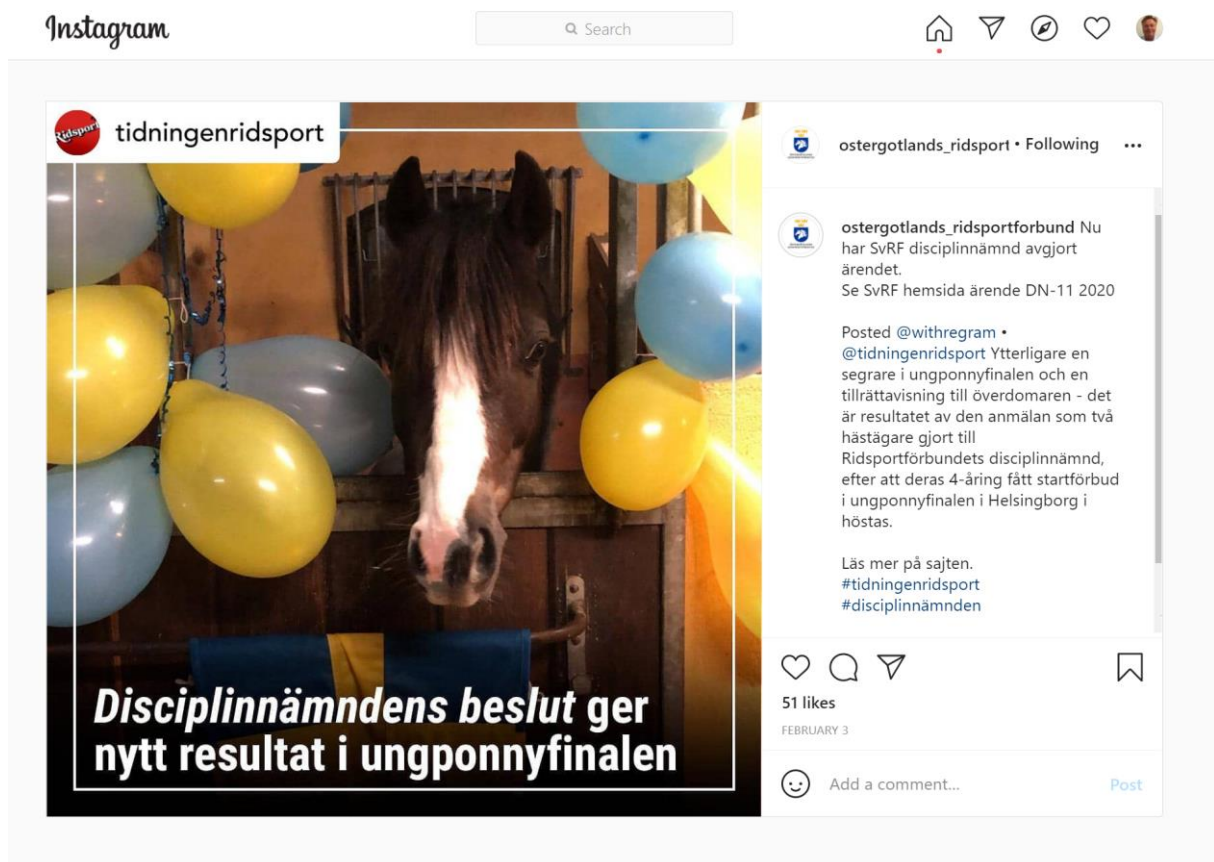 Instagram
Search
Ridsport
tidningenridsport
Disciplinnämndens beslut ger
nytt resultat i ungponnyfinalen
ostergotlands_ridsport • Following
ostergotlands_ridsportforbund Nu
har SvRF disciplinnämnd avgjort
ärendet.
Se SvRF hemsida ärende DN-11 2020
Posted @withregram •
@tidningenridsport Ytterligare en
segrare i ungponnyfinalen och en
tillrättavisning till överdomaren - det
är resultatet av den anmälan som två
hästägare gjort till
Ridsportförbundets disciplinnämnd,
efter att deras 4-åring fått startförbud
i ungponnyfinalen i Helsingborg i
höstas.
Läs mer på sajten.
#tidningenridsport
#disciplinnämnden
51 likes
FEBRUARY 3
Add a comment...
Post